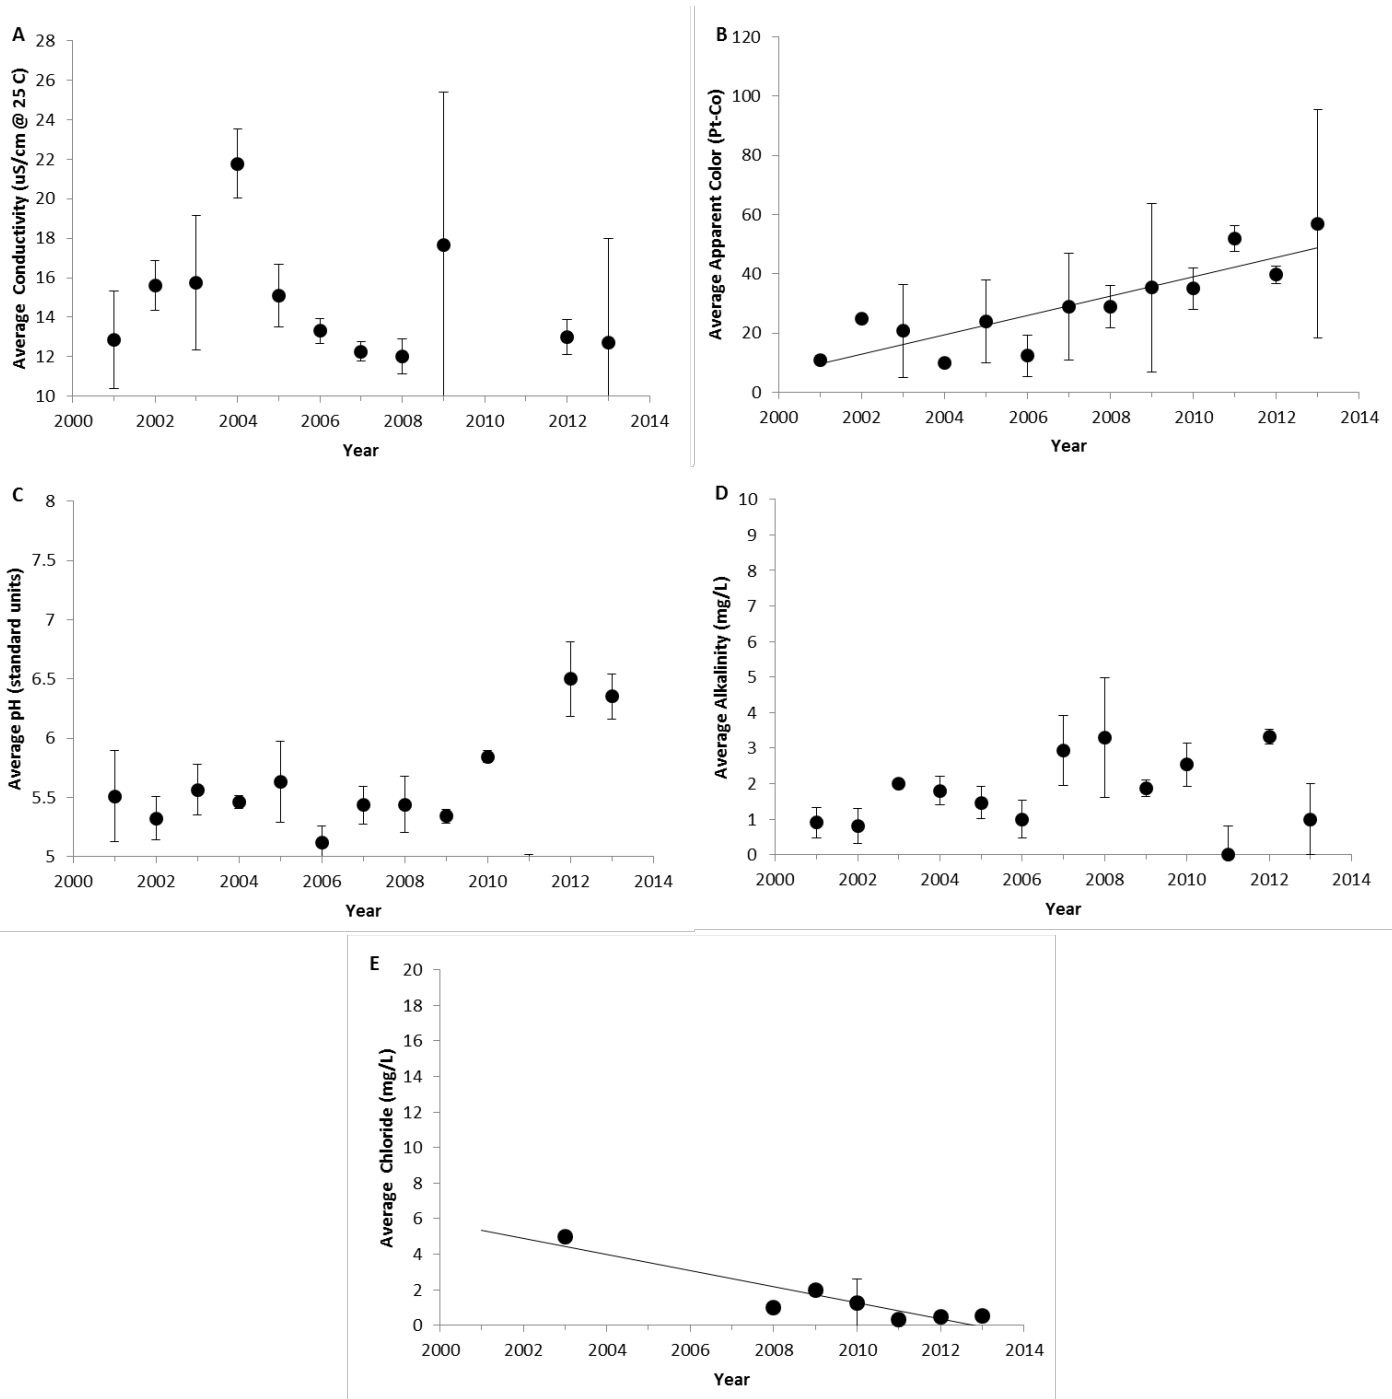 A
28
26
24
22
20
18
16
14
12
10
Average Conductivity (uS/cm @ 25 C)
2000 2002 2004 2006 2008 2010 2012 2014
Year
B
120
100
80
60
40
20
0
Average Apparent Color (Pt-Co)
2000 2002 2004 2006 2008 2010 2012 2014
Year
C
8
7.5
7
6.5
6
5.5
5
Average pH (standard units)
2000 2002 2004 2006 2008 2010 2012 2014
Year
D
10
9
8
7
6
5
4
3
2
1
0
Average Alkalinity (mg/L)
2000 2002 2004 2006 2008 2010 2012 2014
Year
E
20
18
16
14
12
10
8
6
4
2
0
Average Chloride (mg/L)
2000 2002 2004 2006 2008 2010 2012 2014
Year